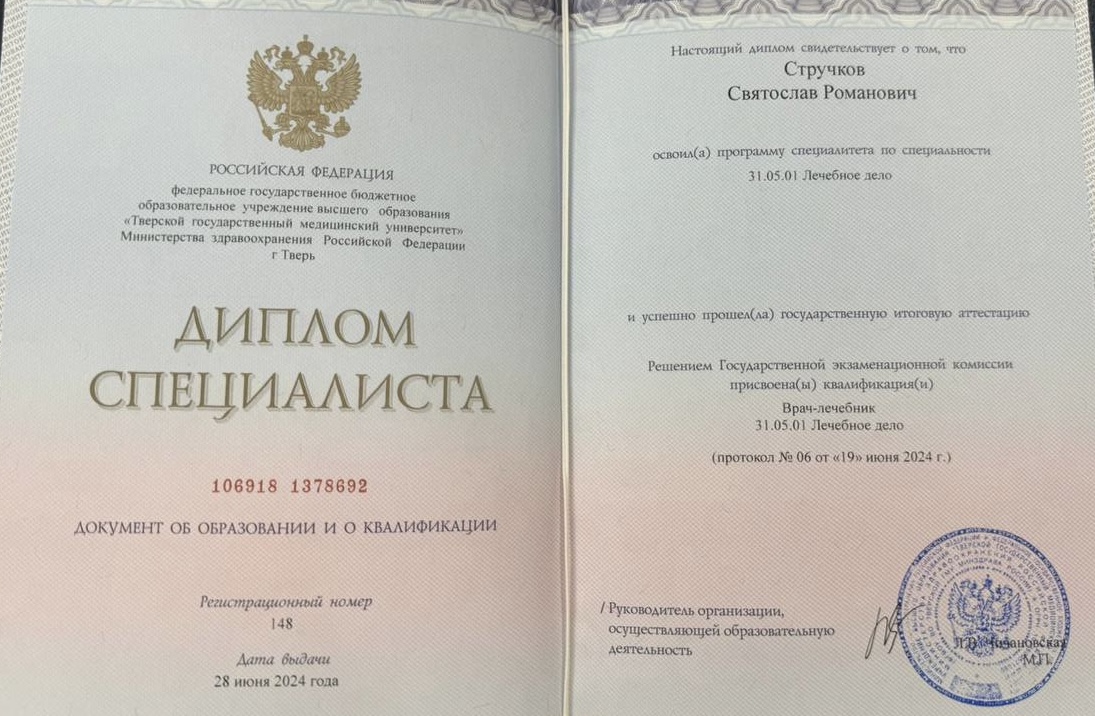 РОССИЙСКАЯ ФЕДЕРАЦИЯ
федеральное государственное бюджетное
образовательное учреждение высшего образования
«Тверской государственный медицинский университет»
Министерства здравоохранения Российской Федерации
г Тверь
ДИПЛОМ
СПЕЦИАЛИСТА
106918 1378692
ДОКУМЕНТ ОБ ОБРАЗОВАНИИ И О КВАЛИФИКАЦИИ
Регистрационный номер
148
Дата выдачи
28 июня 2024 года
Настоящий диплом свидетельствует о том, что
Стручков
Святослав Романович
освоил(а) программу специалитета по специальности
31.05.01 Лечебное дело
и успешно прошел(ла) государственную итоговую аттестацию
Решением Государственной экзаменационной комиссии
присвоена(ы) квалификация(и)
Врач-лечебник
31.05.01 Лечебное дело
(протокол № 06 от «19» июня 2024 г.)
/ Руководитель организации,
осуществляющей образовательную
деятельность
М.П.